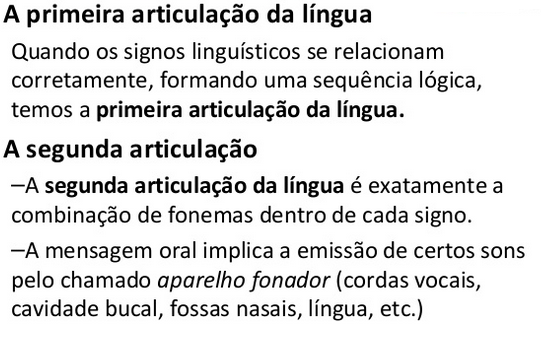 A primeira articulação da língua
Quando os signos linguísticos se relacionam
corretamente, formando uma sequência lógica,
temos a primeira articulação da língua.
A segunda articulação
–A segunda articulação da língua é exatamente a
combinação de fonemas dentro de cada signo.
–A mensagem oral implica a emissão de certos sons
pelo chamado aparelho fonador (cordas vocais,
cavidade bucal, fossas nasais, língua, etc.)